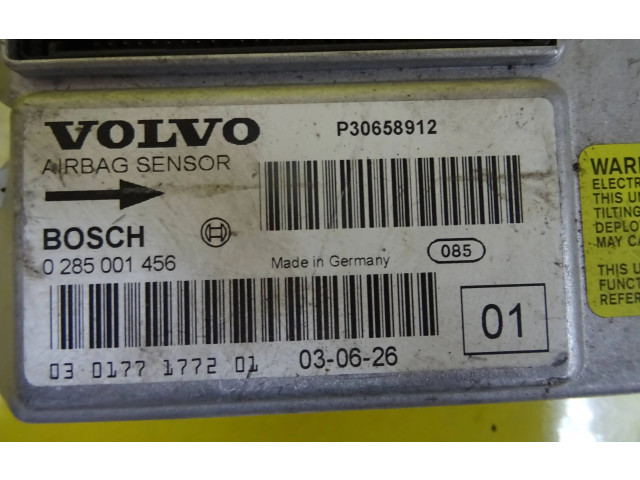 VOLVO
P30658912
AIRBAG SENSOR
BOSCH
0 285 001 456
Made in Germany
085
01
03 0177 1772 01
03-06-26
ELECTR
THIS U
TILTING
DEPLO
MAY CA
THIS U
FUNCT
REFER